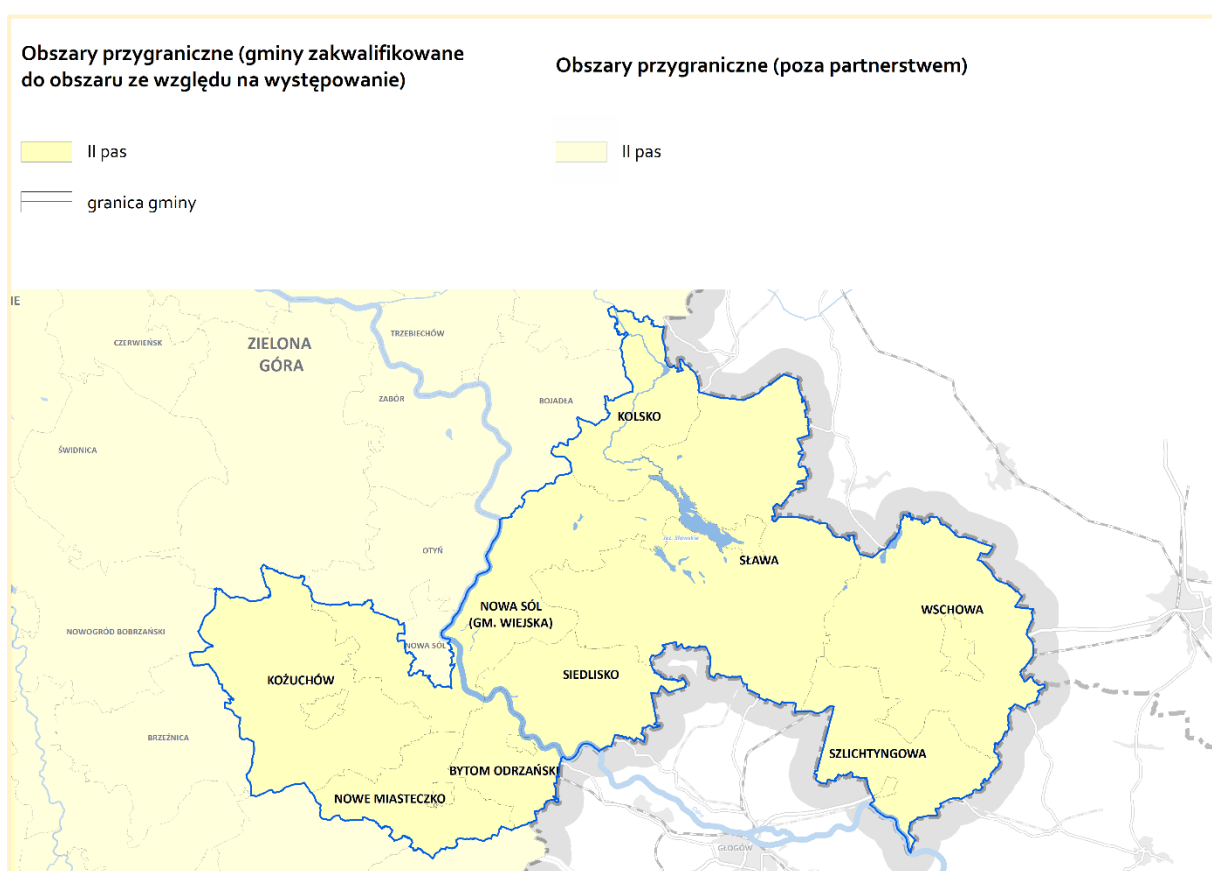 Obszary przygraniczne (gminy zakwalifikowane
do obszaru ze względu na występowanie)
Obszary przygraniczne (poza partnerstwem)
II pas
II pas
granica gminy
IE
CZERWIEŃSK
ZIELONA
GÓRA
TRZEBIECHÓW
ZABÓR
BOJADŁA
KOLSKO
ŚWIDNICA
OTYŃ
Jez. Sławskie
SŁAWA
NOWA SÓL
(GM. WIEJSKA)
WSCHOWA
NOWOGRÓD BOBRZAŃSKI
NOWA SÓL
KOŻUCHÓW
SIEDLISKO
BRZEŹNICA
SZLICHTYNGOWA
BYTOM ODRZAŃSKI
NOWE MIASTECZKO
GŁOGÓW